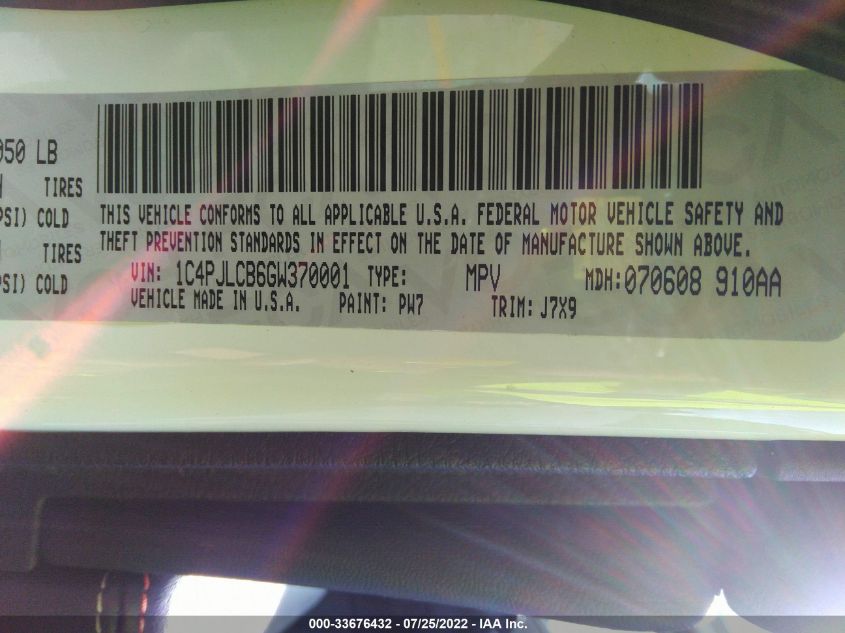 950 LB
TIRES
PSI) COLD
TIRES
SI) COLD
THIS VEHICLE CONFORMS TO ALL APPLICABLE U.S.A. FEDERAL MOTOR VEHICLE SAFETY AND
THEFT PREVENTION STANDARDS IN EFFECT ON THE DATE OF MANUFACTURE SHOWN ABOVE.
VIN: 1C4PJLCB6GW370001 TYPE: MPV MDH:070608 910AA
VEHICLE MADE IN U.S.A. PAINT: PW7 TRIM: J7X9
000-33676432 - 07/25/2022 - IAA Inc.